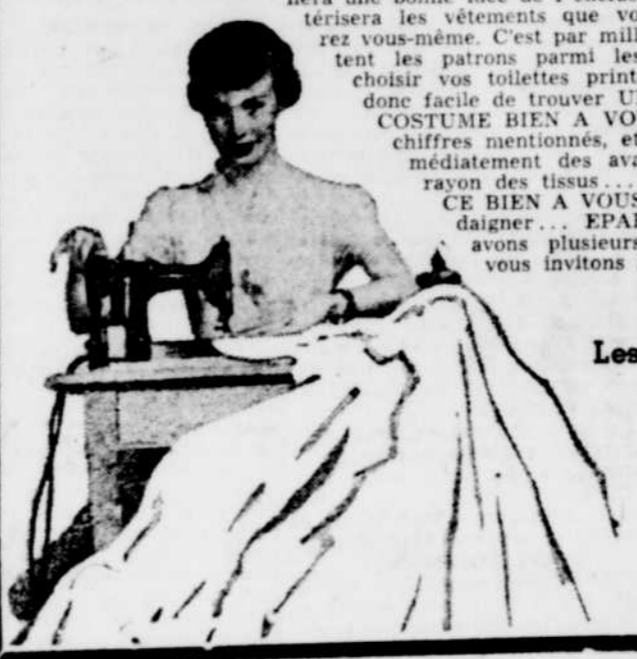 térisera les vêtements que vo
rez vous-même. C'est par mill
tent les patrons parmi les
choisir vos toilettes print
donc facile de trouver U
COSTUME BIEN A VO
chiffres mentionnés, et
médiatement des ava
rayon des tissus...
CE BIEN A VOUS
daigner... EPAR
avons plusieurs
vous invitons
Les